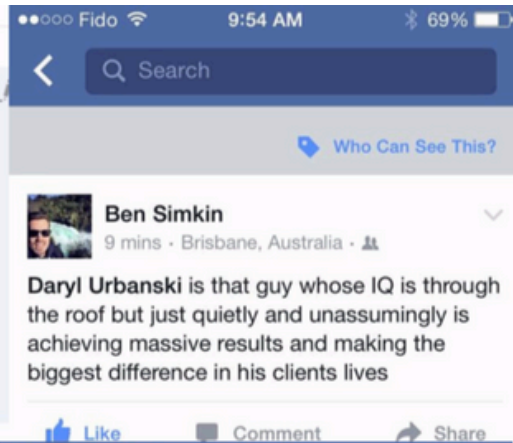 Fido 9:54 AM 69%
Search
Who Can See This?
Ben Simkin
9 mins · Brisbane, Australia ·
Daryl Urbanski is that guy whose IQ is through
the roof but just quietly and unassumingly is
achieving massive results and making the
biggest difference in his clients lives
Like Comment Share